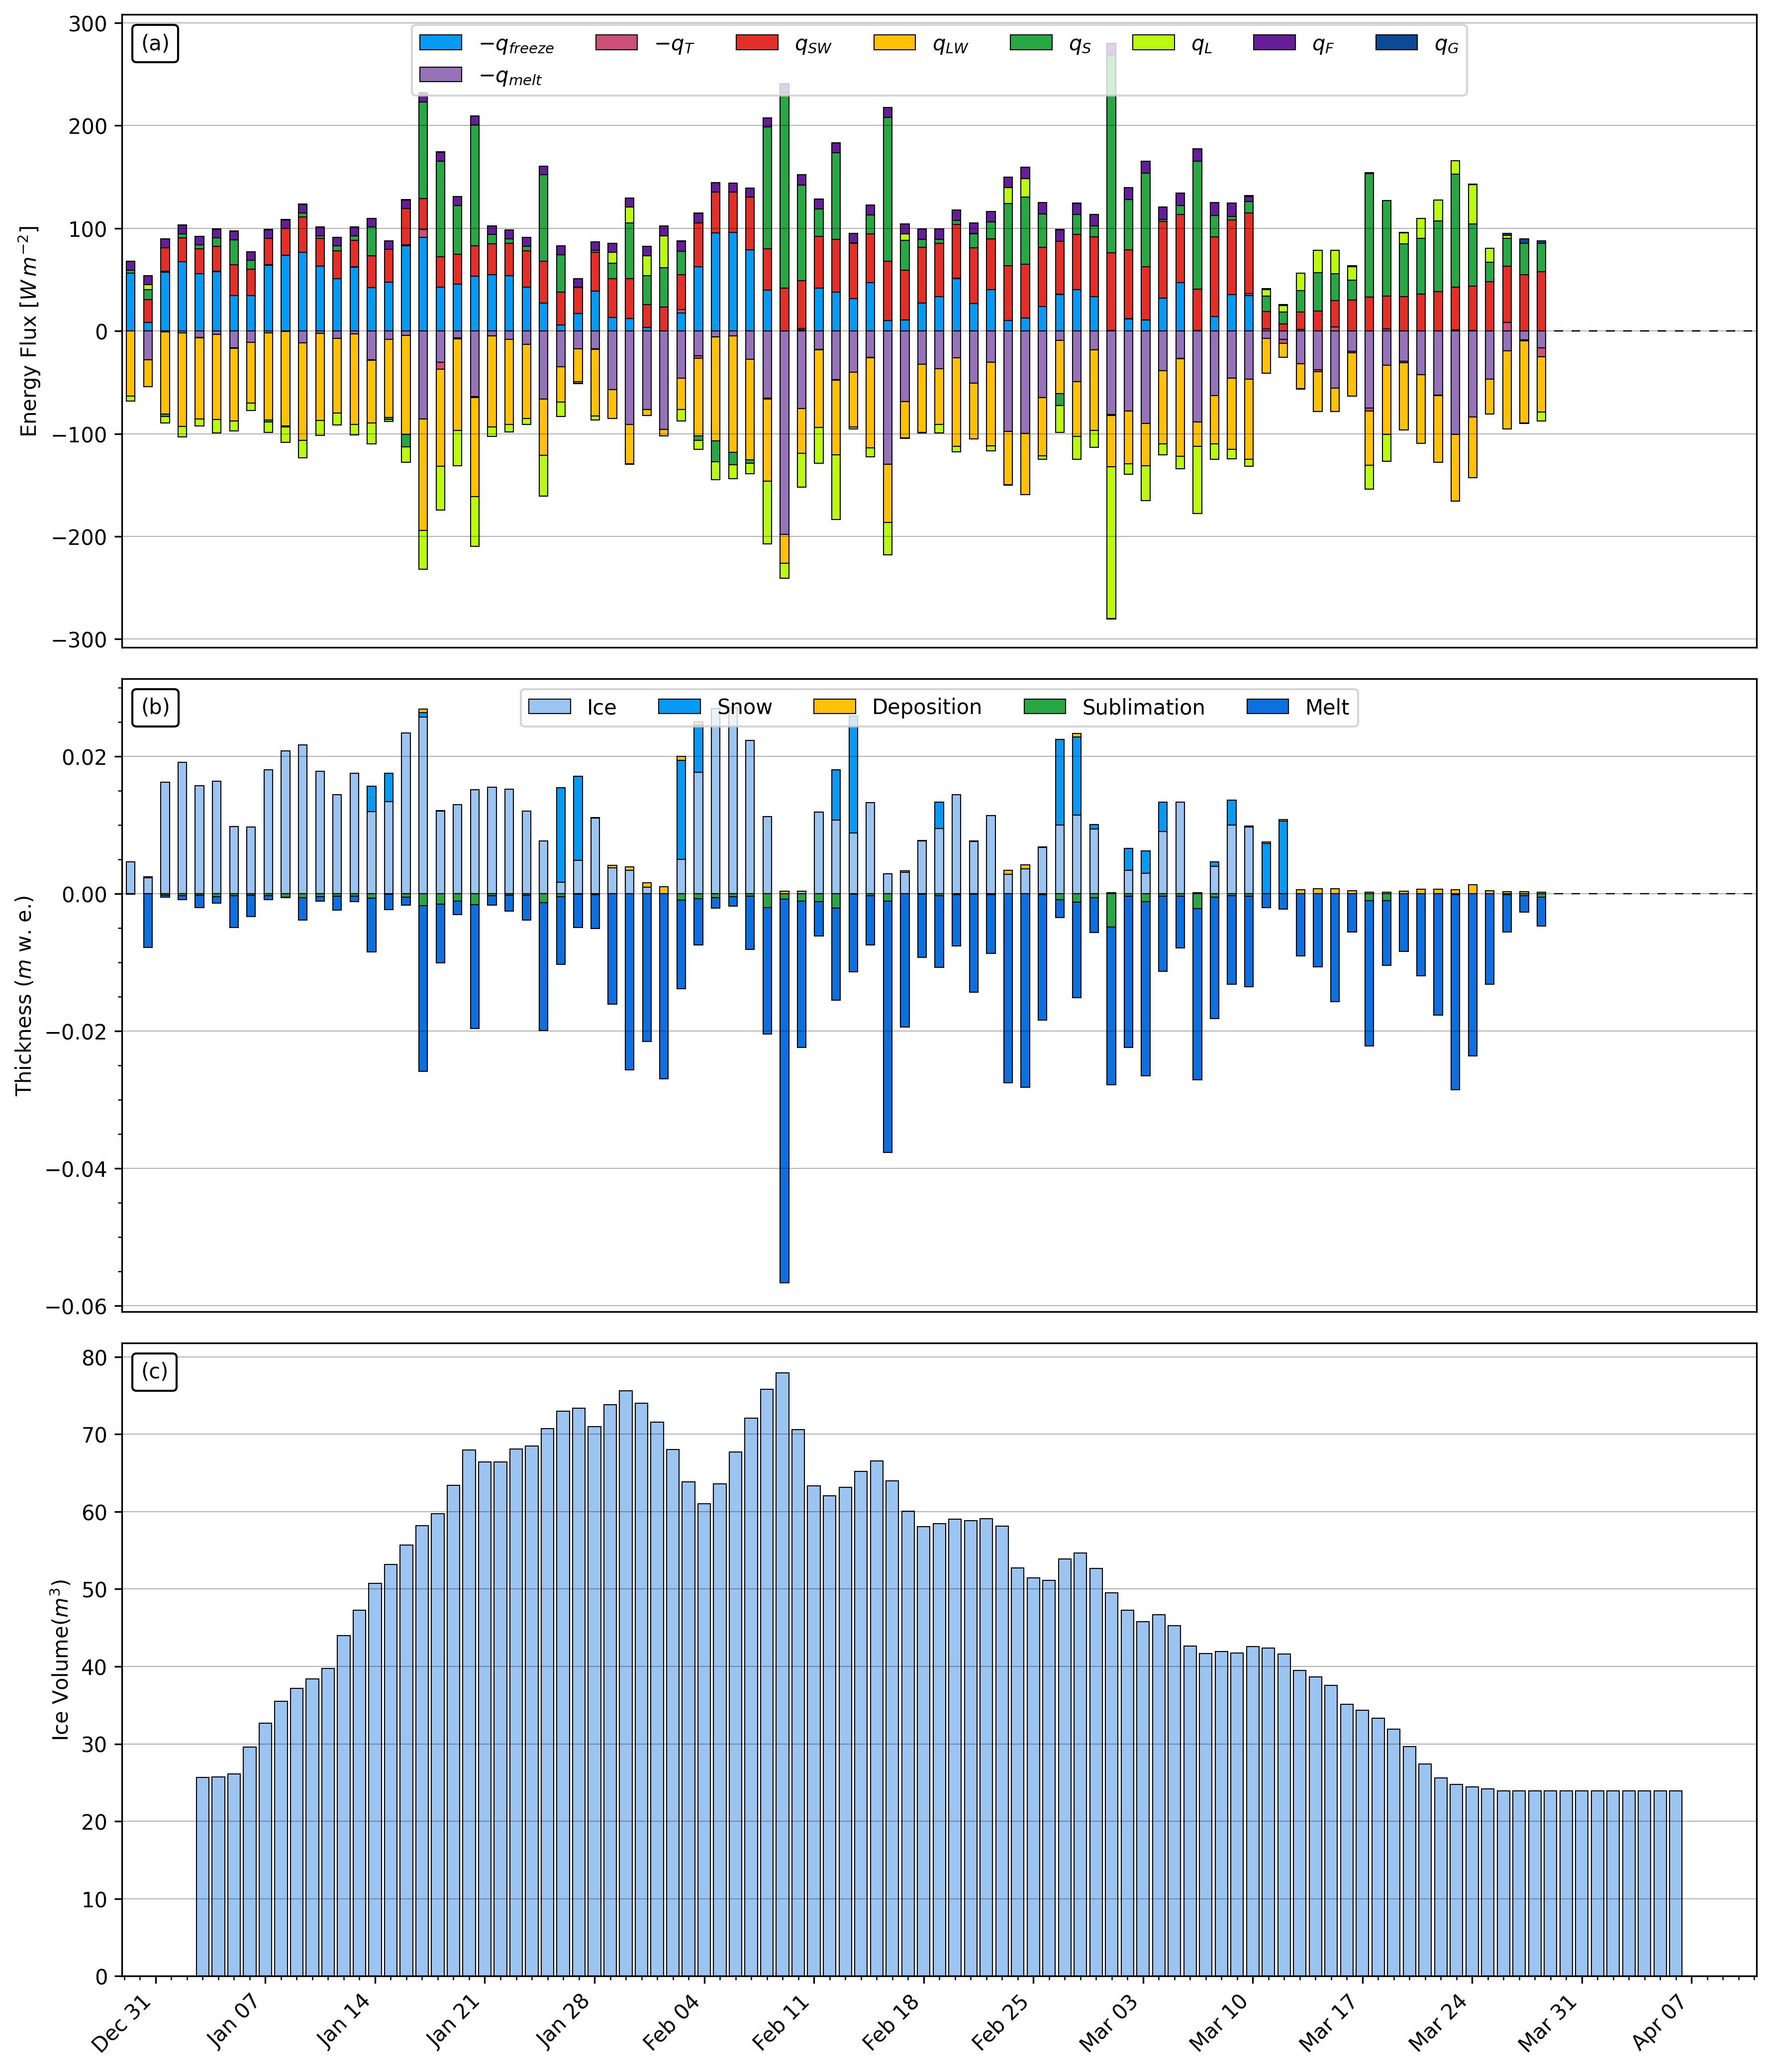 (a)
−q_freeze −q_T q_SW q_LW q_S q_L q_F q_G
−q_melt
Energy Flux [W m⁻²]
300
200
100
0
−100
−200
−300
(b)
Ice Snow Deposition Sublimation Melt
Thickness (m w. e.)
0.02
0.00
−0.02
−0.04
−0.06
(c)
Ice Volume(m³)
80
70
60
50
40
30
20
10
0
Dec 31 Jan 07 Jan 14 Jan 21 Jan 28 Feb 04 Feb 11 Feb 18 Feb 25 Mar 03 Mar 10 Mar 17 Mar 24 Mar 31 Apr 07